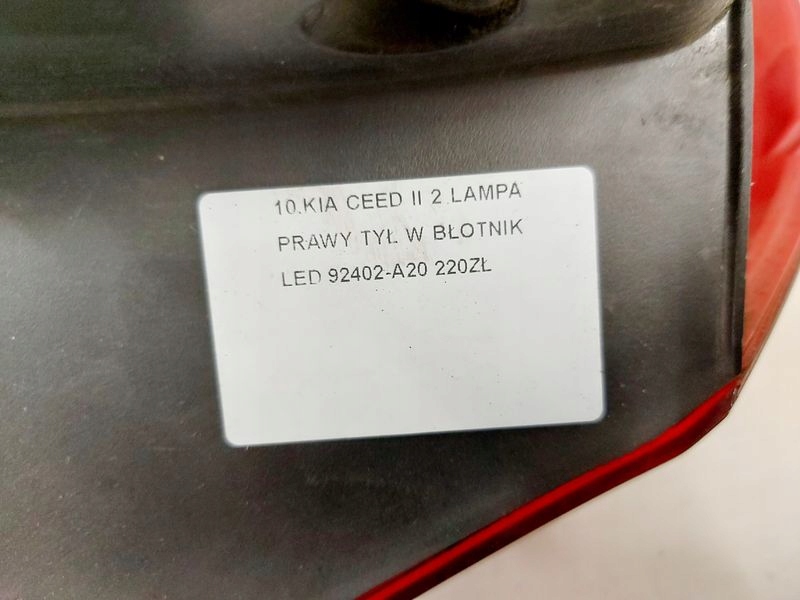 10.KIA CEED II 2 LAMPA
PRAWY TYŁ W BŁOTNIK
LED 92402-A20 220ZŁ